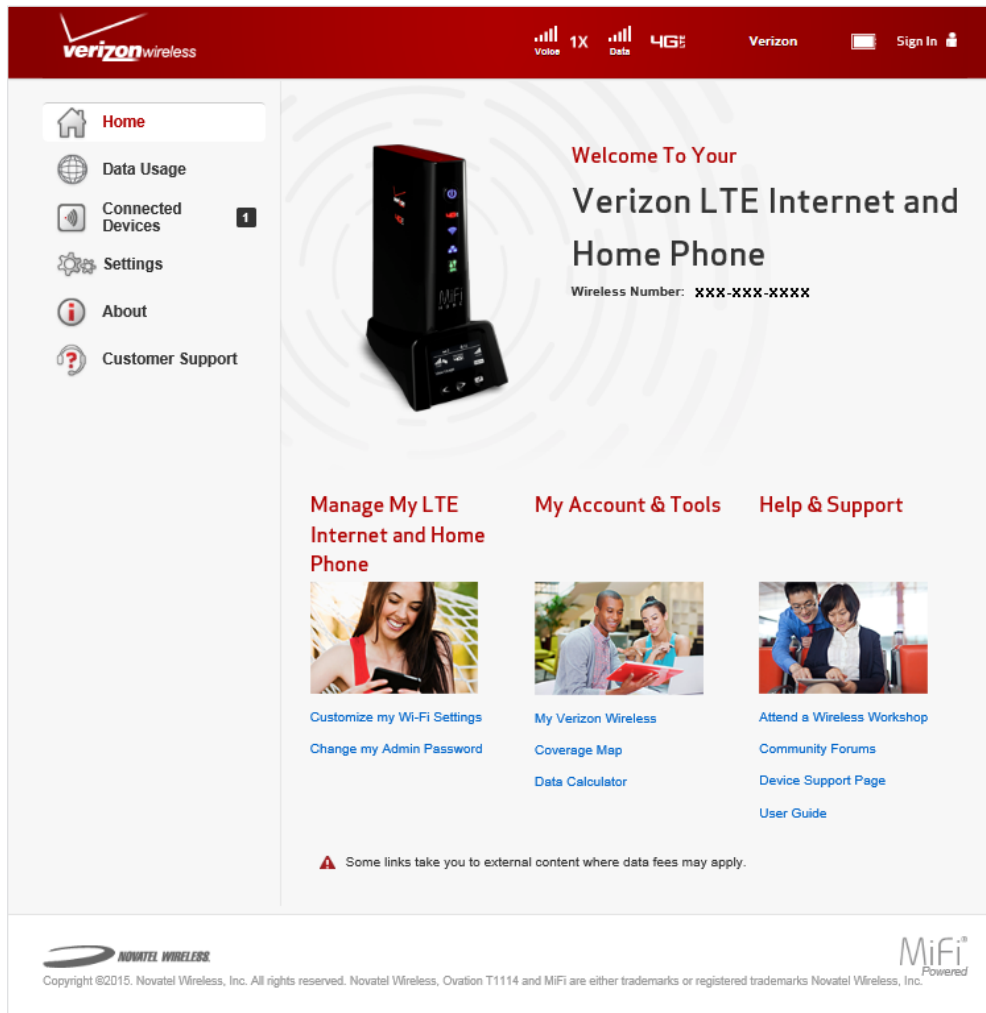 verizonwireless
Voice
1X
Data
4G LTE
Verizon
Sign In
Home
Data Usage
Connected
Devices
1
Settings
About
Customer Support
Welcome To Your
Verizon LTE Internet and
Home Phone
Wireless Number: xxx-xxx-xxxx
MiFi
Manage My LTE
Internet and Home
Phone
Customize my Wi-Fi Settings
Change my Admin Password
My Account & Tools
My Verizon Wireless
Coverage Map
Data Calculator
Help & Support
Attend a Wireless Workshop
Community Forums
Device Support Page
User Guide
Some links take you to external content where data fees may apply.
NOVATEL WIRELESS.
MiFi®
Powered
Copyright ©2015. Novatel Wireless, Inc. All rights reserved. Novatel Wireless, Ovation T1114 and MiFi are either trademarks or registered trademarks Novatel Wireless, Inc.